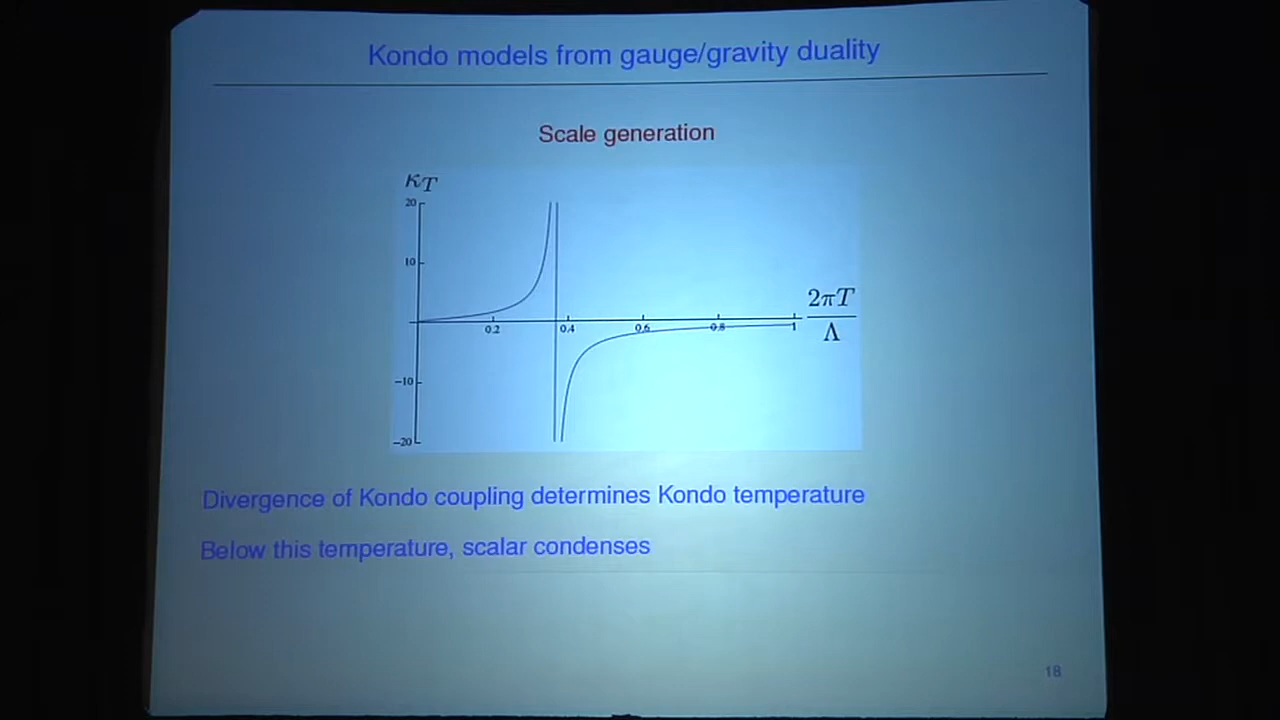 Kondo models from gauge/gravity duality
Scale generation
κ_T
20
10
−10
−20
0.2 0.4 0.6 0.8 1
2πT
Λ
Divergence of Kondo coupling determines Kondo temperature
Below this temperature, scalar condenses
18